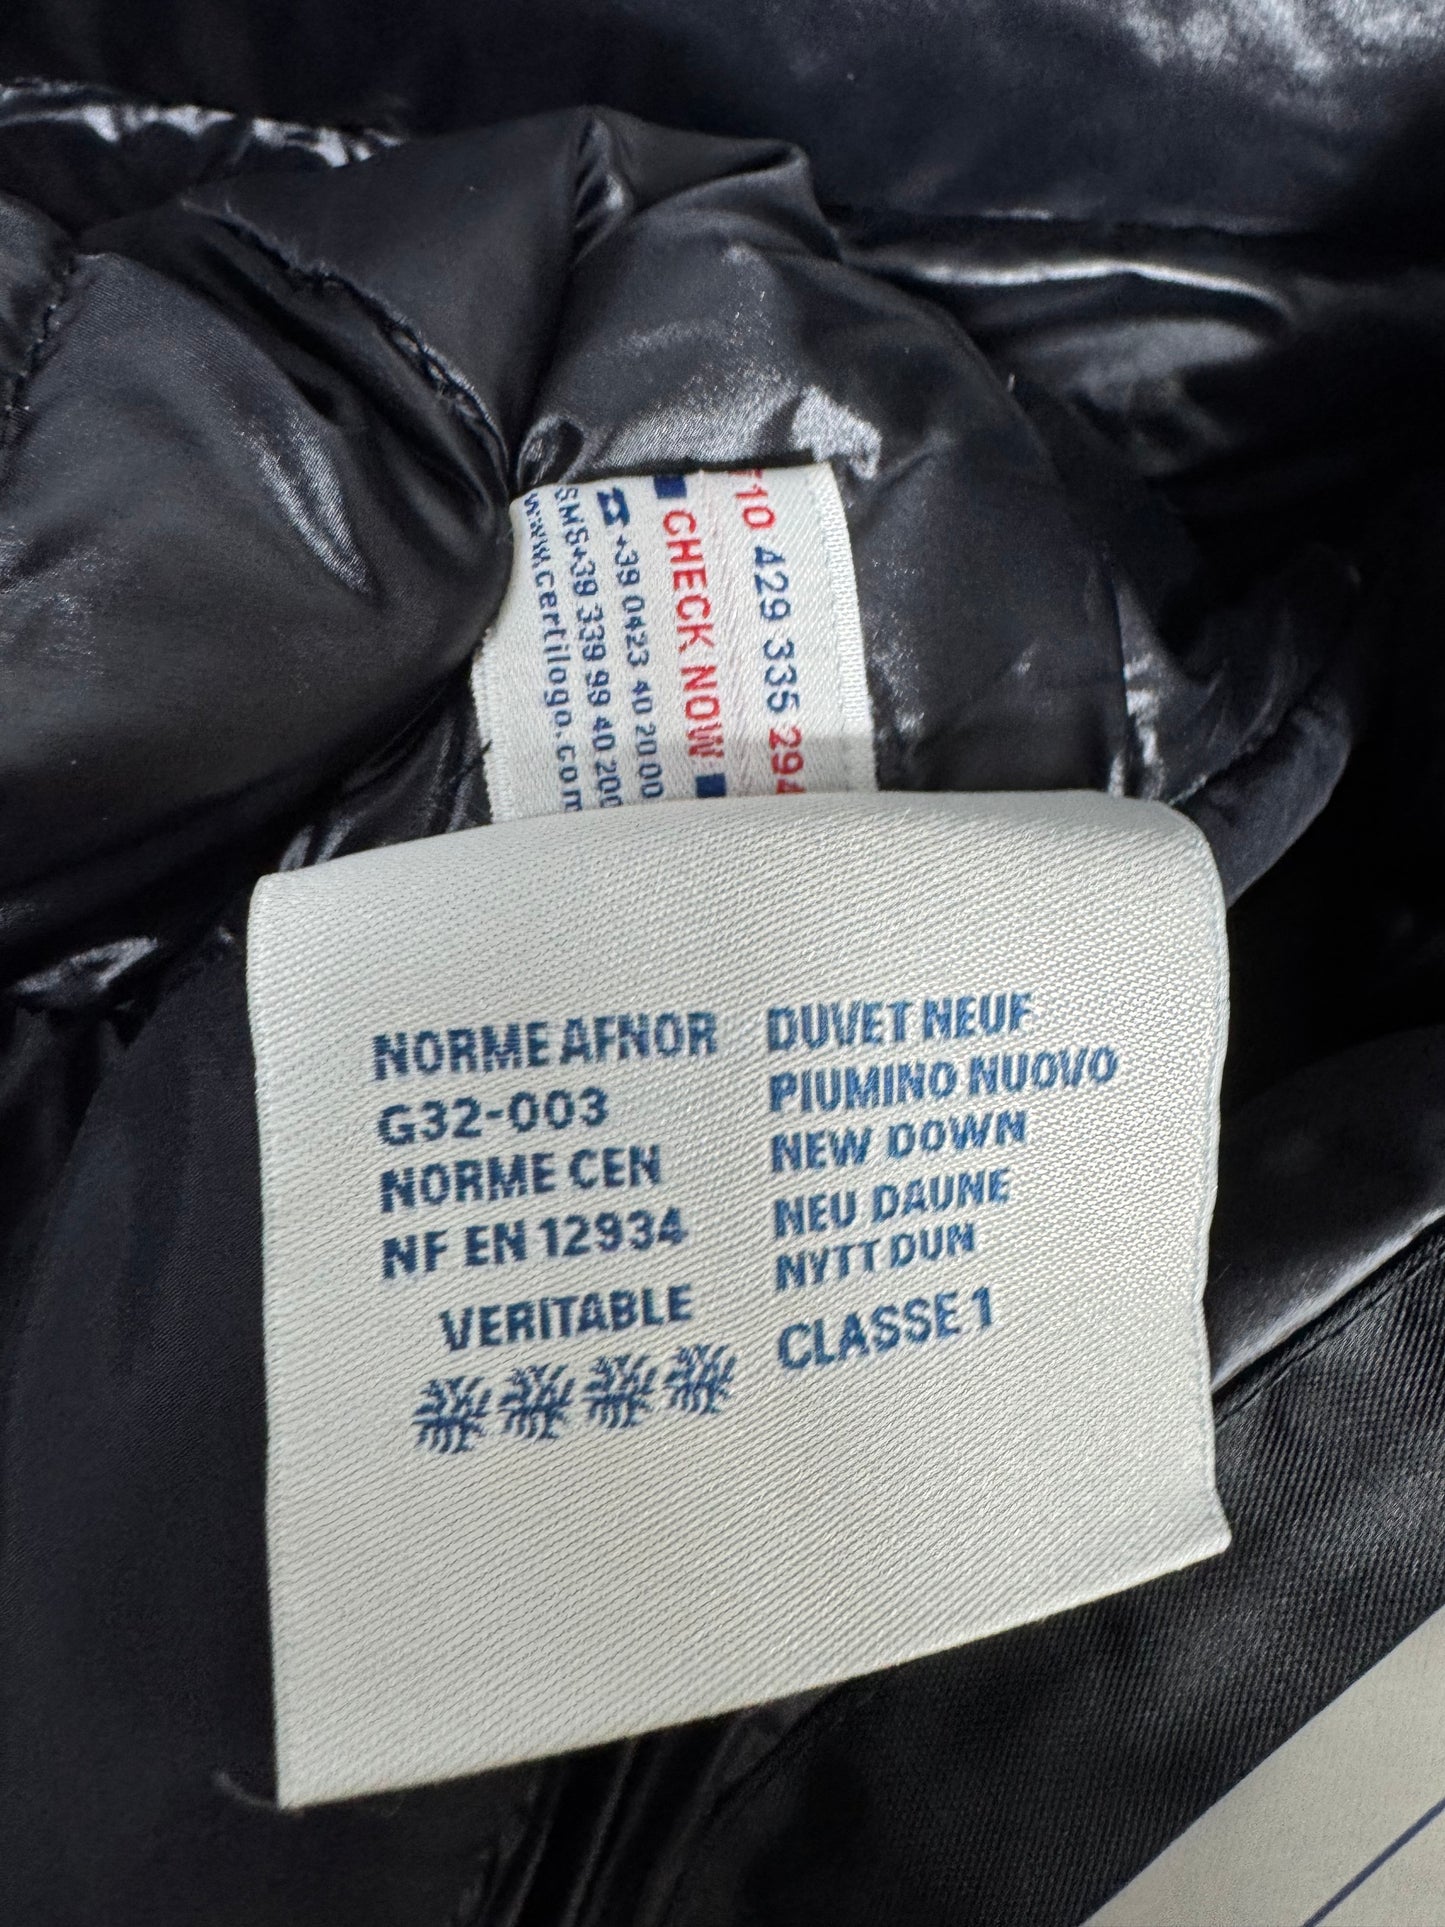 10 429 335 294
CHECK NOW
+39 0423 40 20 00
SMS+39 339 99 40 200
www.certilogo.com
NORME AFNOR
G32-003
NORME CEN
NF EN 12934
VERITABLE
DUVET NEUF
PIUMINO NUOVO
NEW DOWN
NEU DAUNE
NYTT DUN
CLASSE 1